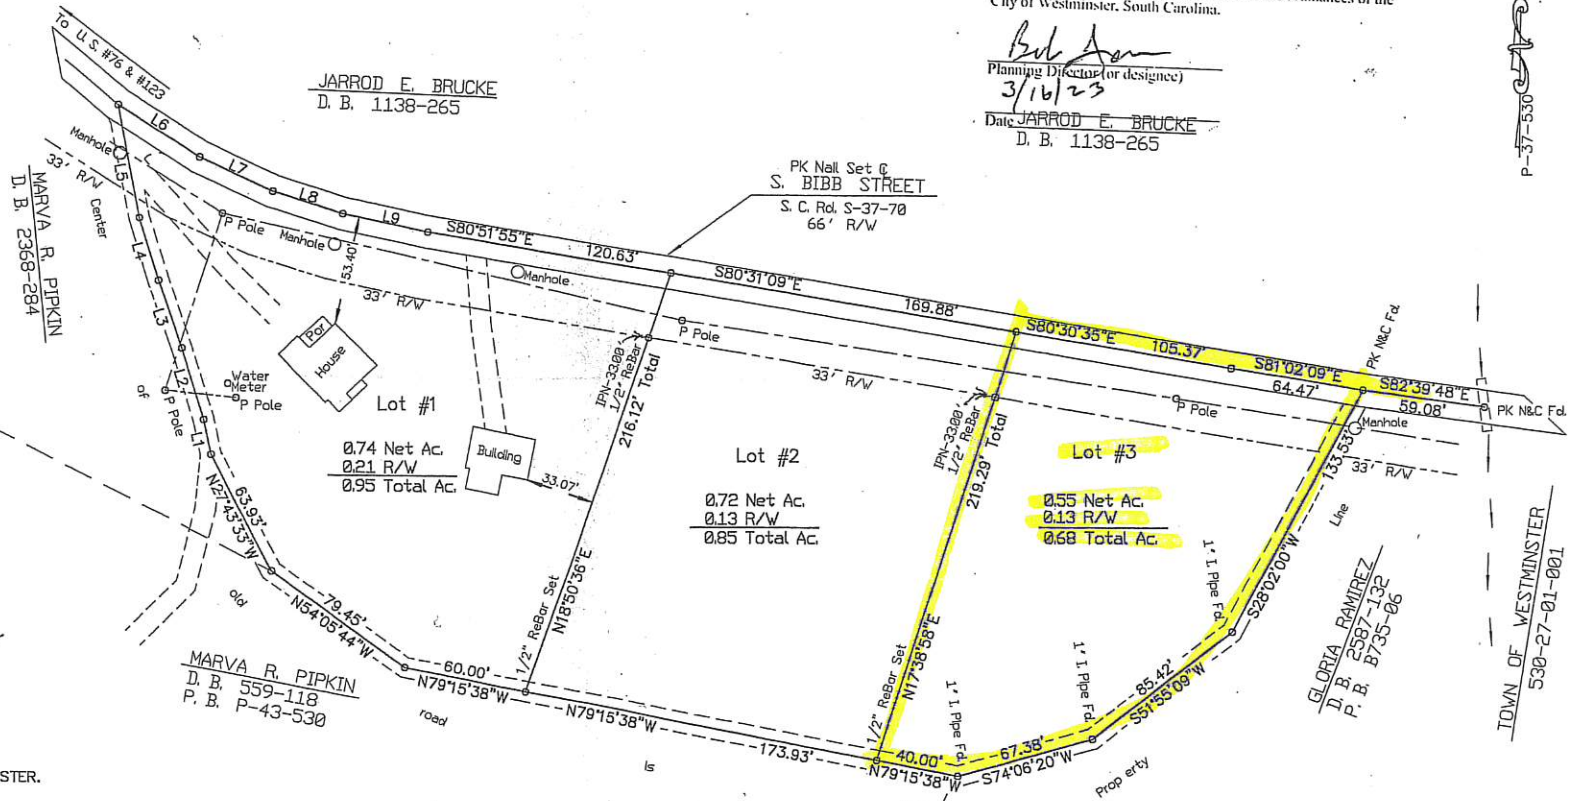 City of Westminster, South Carolina.
Planning Director (or designee)
3/16/23
Date
JARROD E. BRUCKE
D. B. 1138-265
P-37-530
To U.S. #76 & #123
JARROD E. BRUCKE
D. B. 1138-265
PK Nail Set ℄
S. BIBB STREET
S. C. Rd. S-37-70
66' R/W
L6
L7
L8
L9
S80°51'55"E
120.63'
S80°31'09"E
169.88'
S80°30'35"E
105.37'
S81°02'09"E
64.47'
S82°39'48"E
59.08'
PK N&C Fd.
PK N&C Fd.
Manhole
33' R/W
Center
L5
L4
L3
L2
L1
MARVA R. PIPKIN
D. B. 2368-284
P Pole
Manhole
53.40'
33' R/W
Manhole
P Pole
33' R/W
P Pole
Manhole
33' R/W
Por
House
Water
Meter
P Pole
P Pole
of
Lot #1
0.74 Net Ac.
0.21 R/W
0.95 Total Ac.
Building
33.07'
IPN-33.00'
1/2" ReBar
216.12' Total
N18°50'36"E
1/2" ReBar Set
Lot #2
0.72 Net Ac.
0.13 R/W
0.85 Total Ac.
IPN-33.00'
1/2" ReBar
219.29' Total
N17°38'58"E
1/2" ReBar Set
Lot #3
0.55 Net Ac.
0.13 R/W
0.68 Total Ac.
133.53'
S28°02'00"W
Line
1" I. Pipe Fd.
1" I. Pipe Fd.
1" I. Pipe Fd.
85.42'
S51°55'09"W
67.38'
S74°06'20"W
40.00'
N79°15'38"W
173.93'
N79°15'38"W
60.00'
N79°15'38"W
79.45'
N54°05'44"W
63.93'
N27°43'33"W
old
road
is
Property
MARVA R. PIPKIN
D. B. 559-118
P. B. P-43-530
GLORIA RAMIREZ
D. B. 2587-132
P. B. B735-06
TOWN OF WESTMINSTER
530-27-01-001
STER.